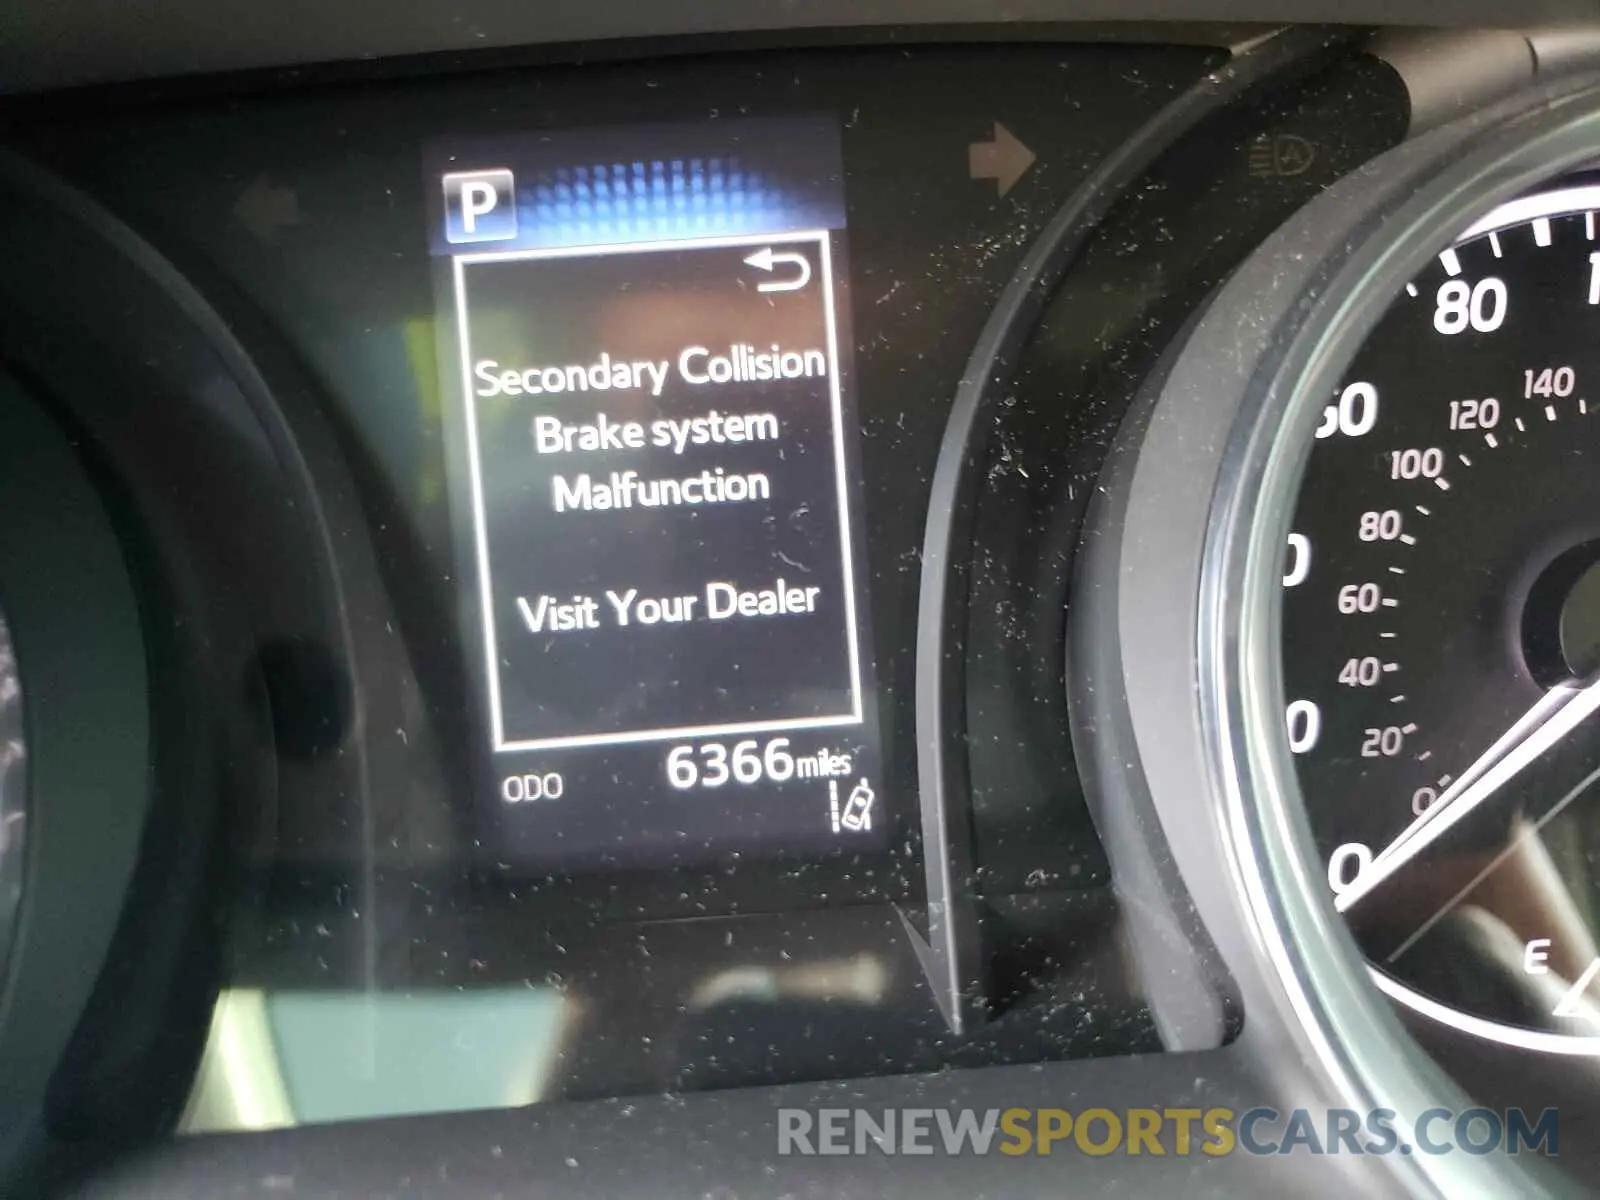 P
Secondary Collision
Brake system
Malfunction
Visit Your Dealer
ODO 6366 miles
A
80
140
120
100
80
60
40
20
0
0
E
RENEWSPORTSCARS.COM